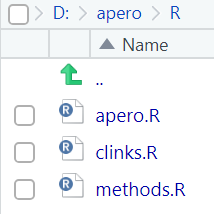 D: apero R
Name
..
apero.R
clinks.R
methods.R